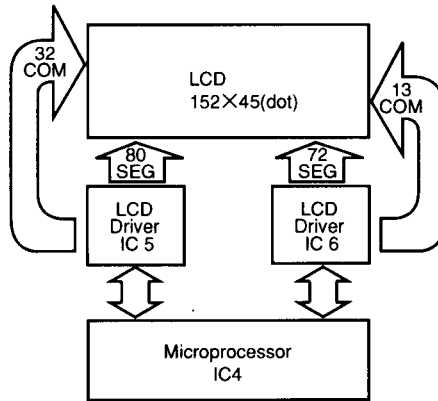 32
COM
LCD
152×45(dot)
13
COM
80
SEG
72
SEG
LCD
Driver
IC 5
LCD
Driver
IC 6
Microprocessor
IC4